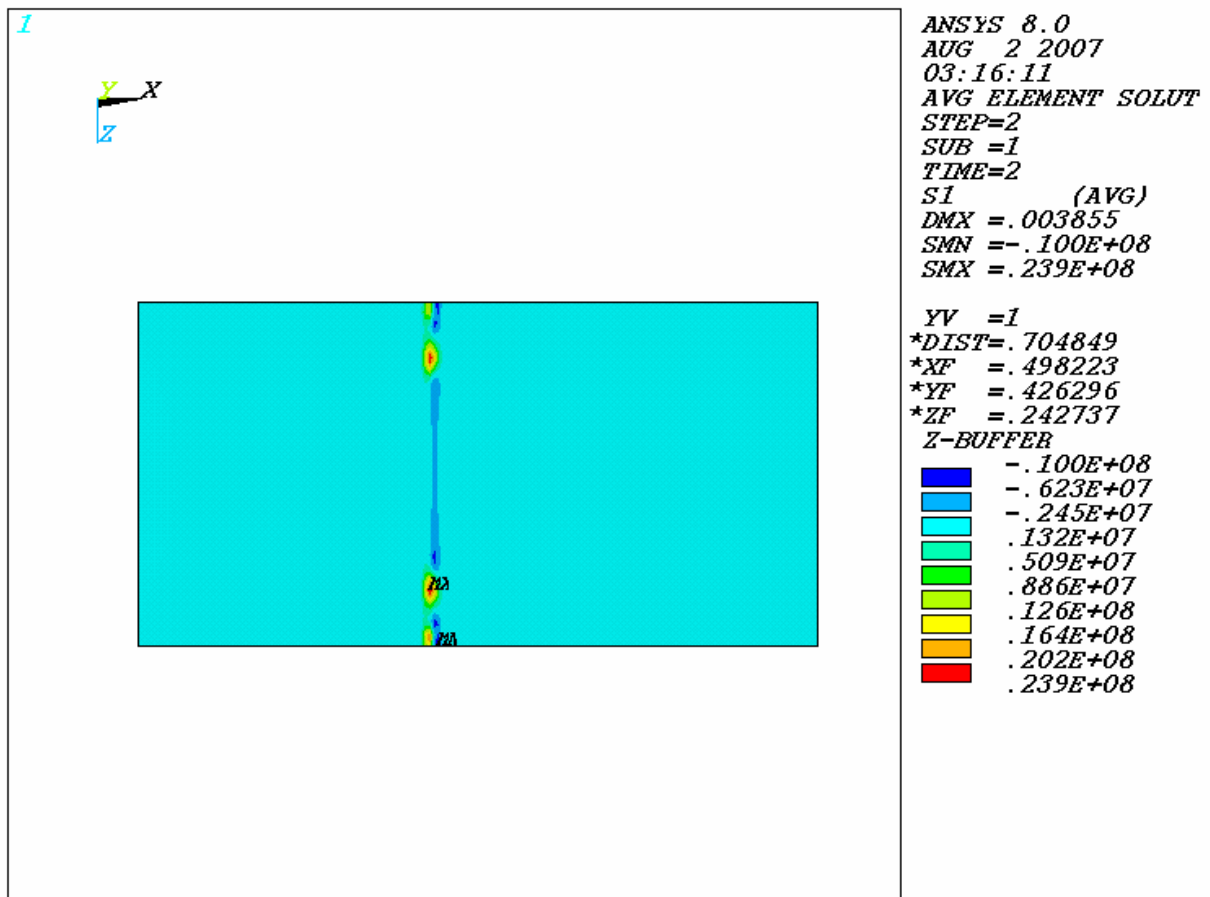 1
Y X
Z
MX
ANSYS 8.0
AUG  2 2007
03:16:11
AVG ELEMENT SOLUT
STEP=2
SUB =1
TIME=2
S1       (AVG)
DMX =.003855
SMN =-.100E+08
SMX =.239E+08
YV  =1
*DIST=.704849
*XF  =.498223
*YF  =.426296
*ZF  =.242737
Z-BUFFER
-.100E+08
-.623E+07
-.245E+07
.132E+07
.509E+07
.886E+07
.126E+08
.164E+08
.202E+08
.239E+08